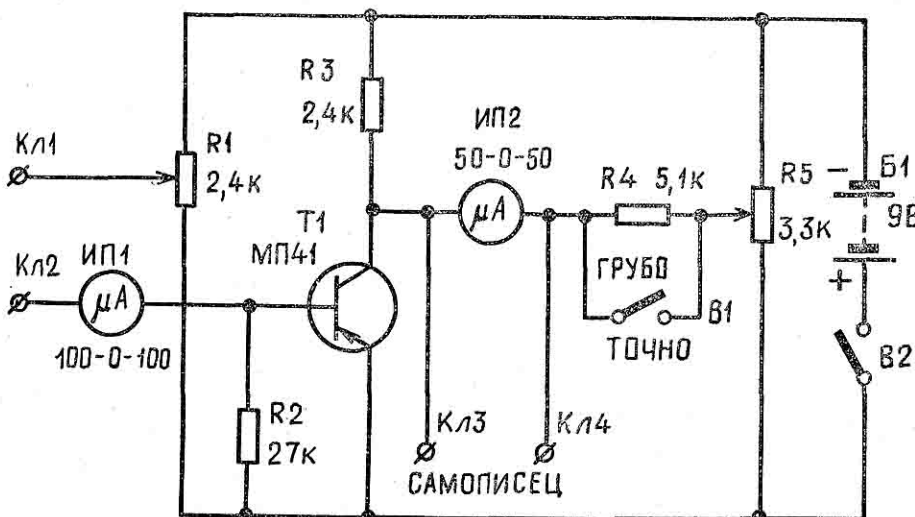 R3
2,4к
ИП2
50-0-50
Кл1
R1
2,4к
R4 5,1к
R5
3,3к
– Б1
9В
+
Т1
МП41
Кл2
ИП1
μA
100-0-100
μA
ГРУБО
В1
ТОЧНО
В2
R2
27к
Кл3
Кл4
САМОПИСЕЦ